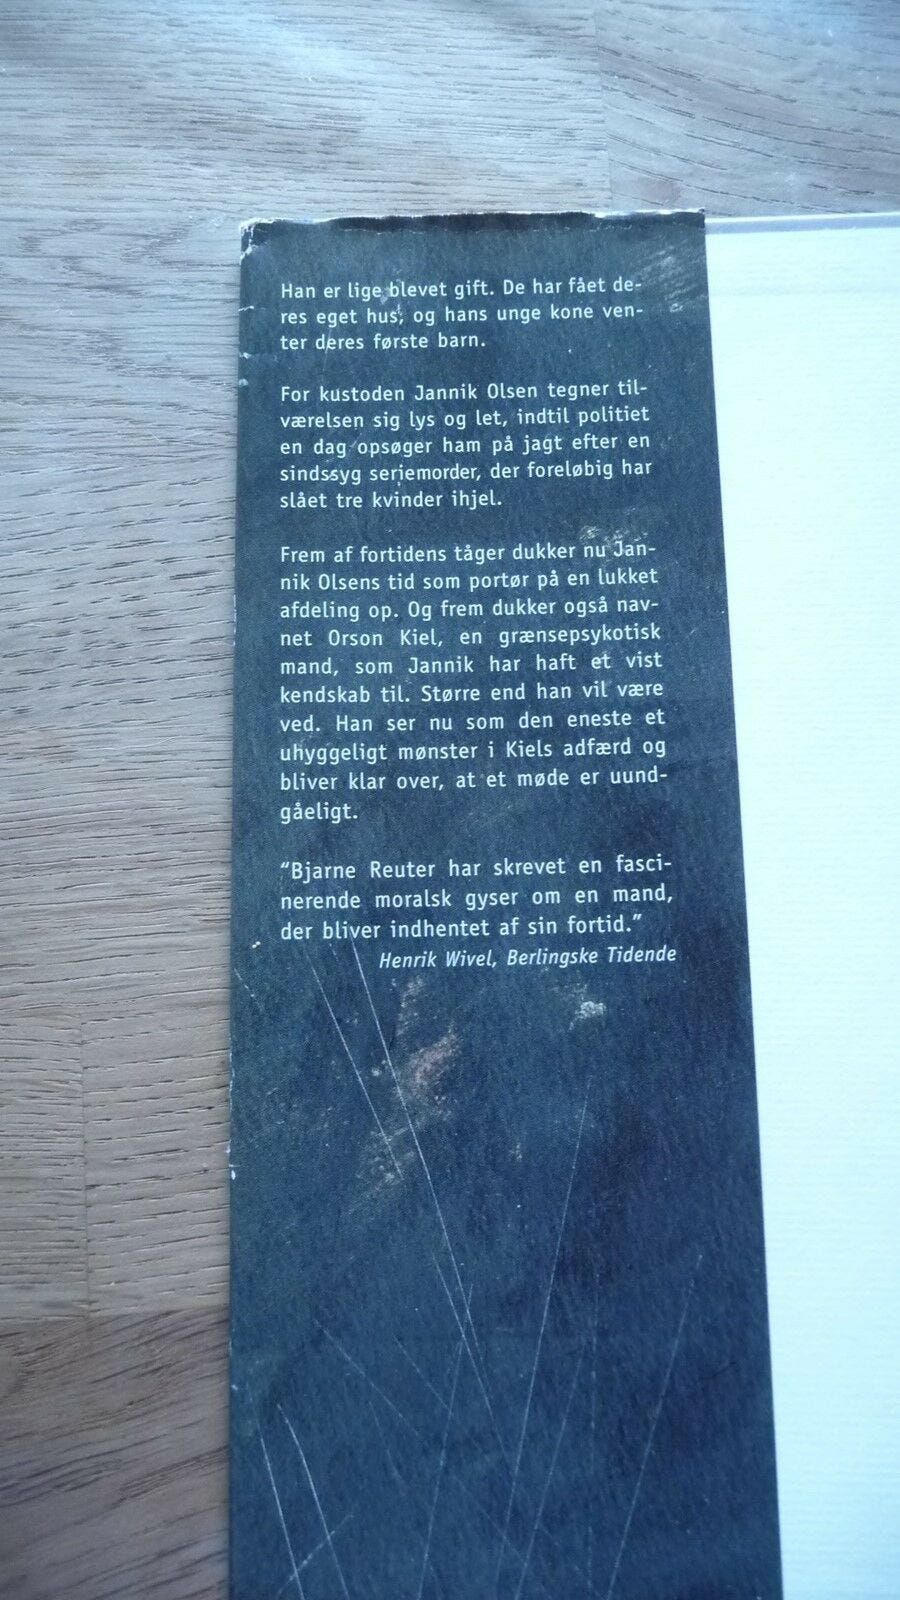 Han er lige blevet gift. De har fået de-
res eget hus, og hans unge kone ven-
ter deres første barn.
For kustoden Jannik Olsen tegner til-
værelsen sig lys og let, indtil politiet
en dag opsøger ham på jagt efter en
sindssyg seriemorder, der foreløbig har
slået tre kvinder ihjel.
Frem af fortidens tåger dukker nu Jan-
nik Olsens tid som portør på en lukket
afdeling op. Og frem dukker også nav-
net Orson Kiel, en grænsepsykotisk
mand, som Jannik har haft et vist
kendskab til. Større end han vil være
ved. Han ser nu som den eneste et
uhyggeligt mønster i Kiels adfærd og
bliver klar over, at et møde er uund-
gåeligt.
“Bjarne Reuter har skrevet en fasci-
nerende moralsk gyser om en mand,
der bliver indhentet af sin fortid.”
Henrik Wivel, Berlingske Tidende